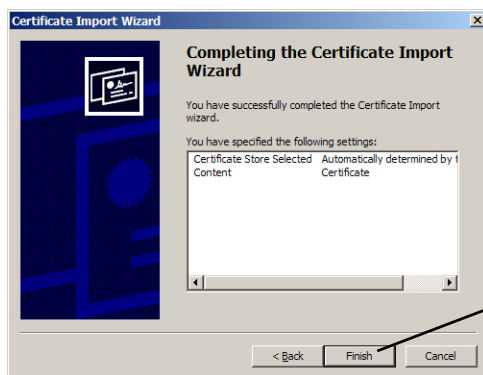 Certificate Import Wizard
Completing the Certificate Import
Wizard
You have successfully completed the Certificate Import
wizard.
You have specified the following settings:
Certificate Store Selected Automatically determined by t
Content Certificate
< Back Finish Cancel